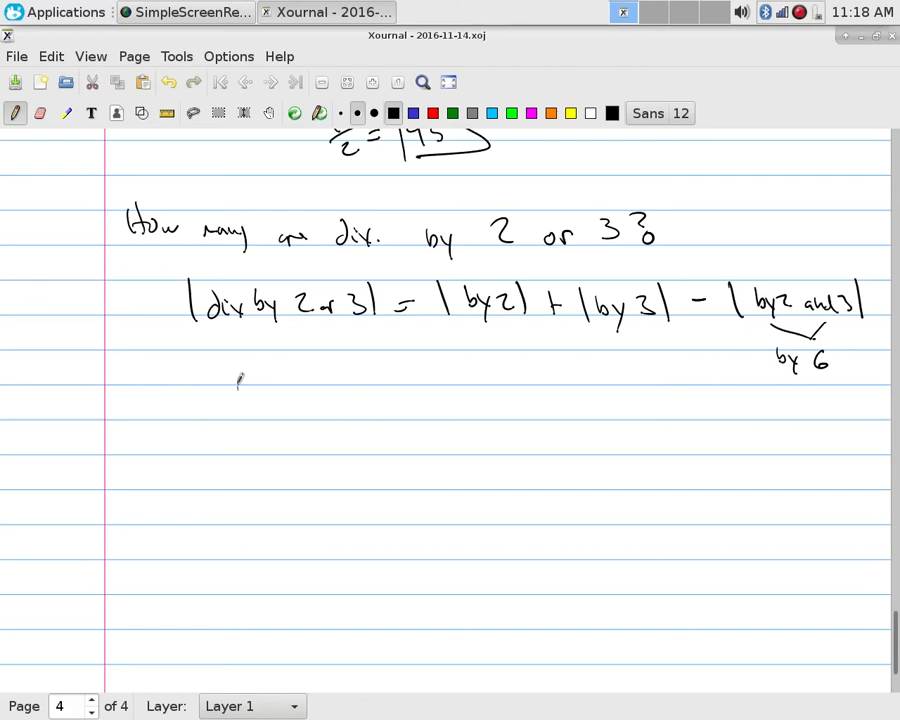 Applications SimpleScreenRe... Xournal - 2016-... 11:18 AM
Xournal - 2016-11-14.xoj
File Edit View Page Tools Options Help
Sans 12
2 =
How many are div. by 2 or 3?
|div by 2 or 3| = |by 2| + |by 3| - |by 2 and 3|
by 6
Page 4 of 4 Layer: Layer 1